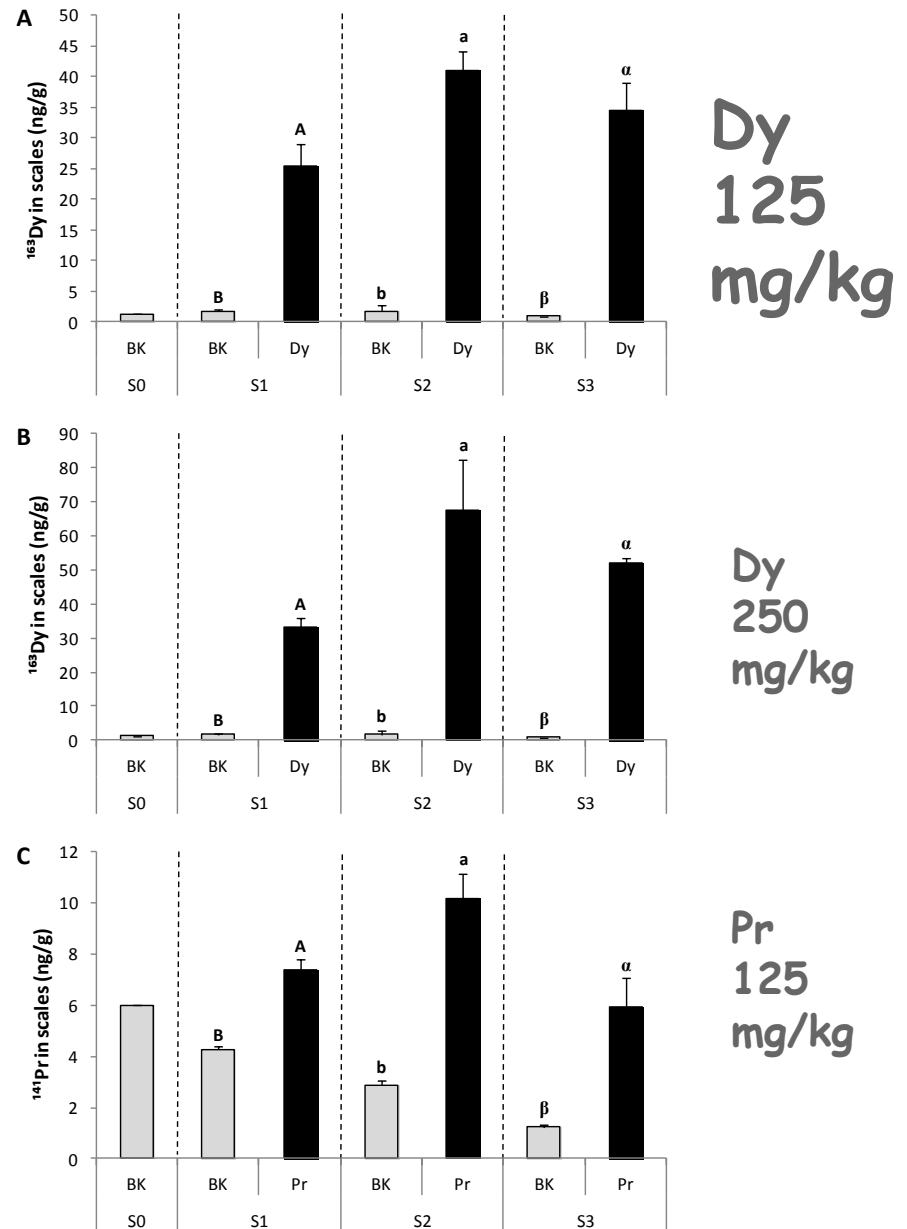 A
50
45
40
35
30
25
20
15
10
5
0
¹⁶³Dy in scales (ng/g)
B
A
b
a
β
α
BK
BK
Dy
BK
Dy
BK
Dy
S0
S1
S2
S3
Dy
125
mg/kg
B
90
80
70
60
50
40
30
20
10
0
¹⁶³Dy in scales (ng/g)
B
A
b
a
β
α
BK
BK
Dy
BK
Dy
BK
Dy
S0
S1
S2
S3
Dy
250
mg/kg
C
12
10
8
6
4
2
0
¹⁴¹Pr in scales (ng/g)
B
A
b
a
β
α
BK
BK
Pr
BK
Pr
BK
Pr
S0
S1
S2
S3
Pr
125
mg/kg